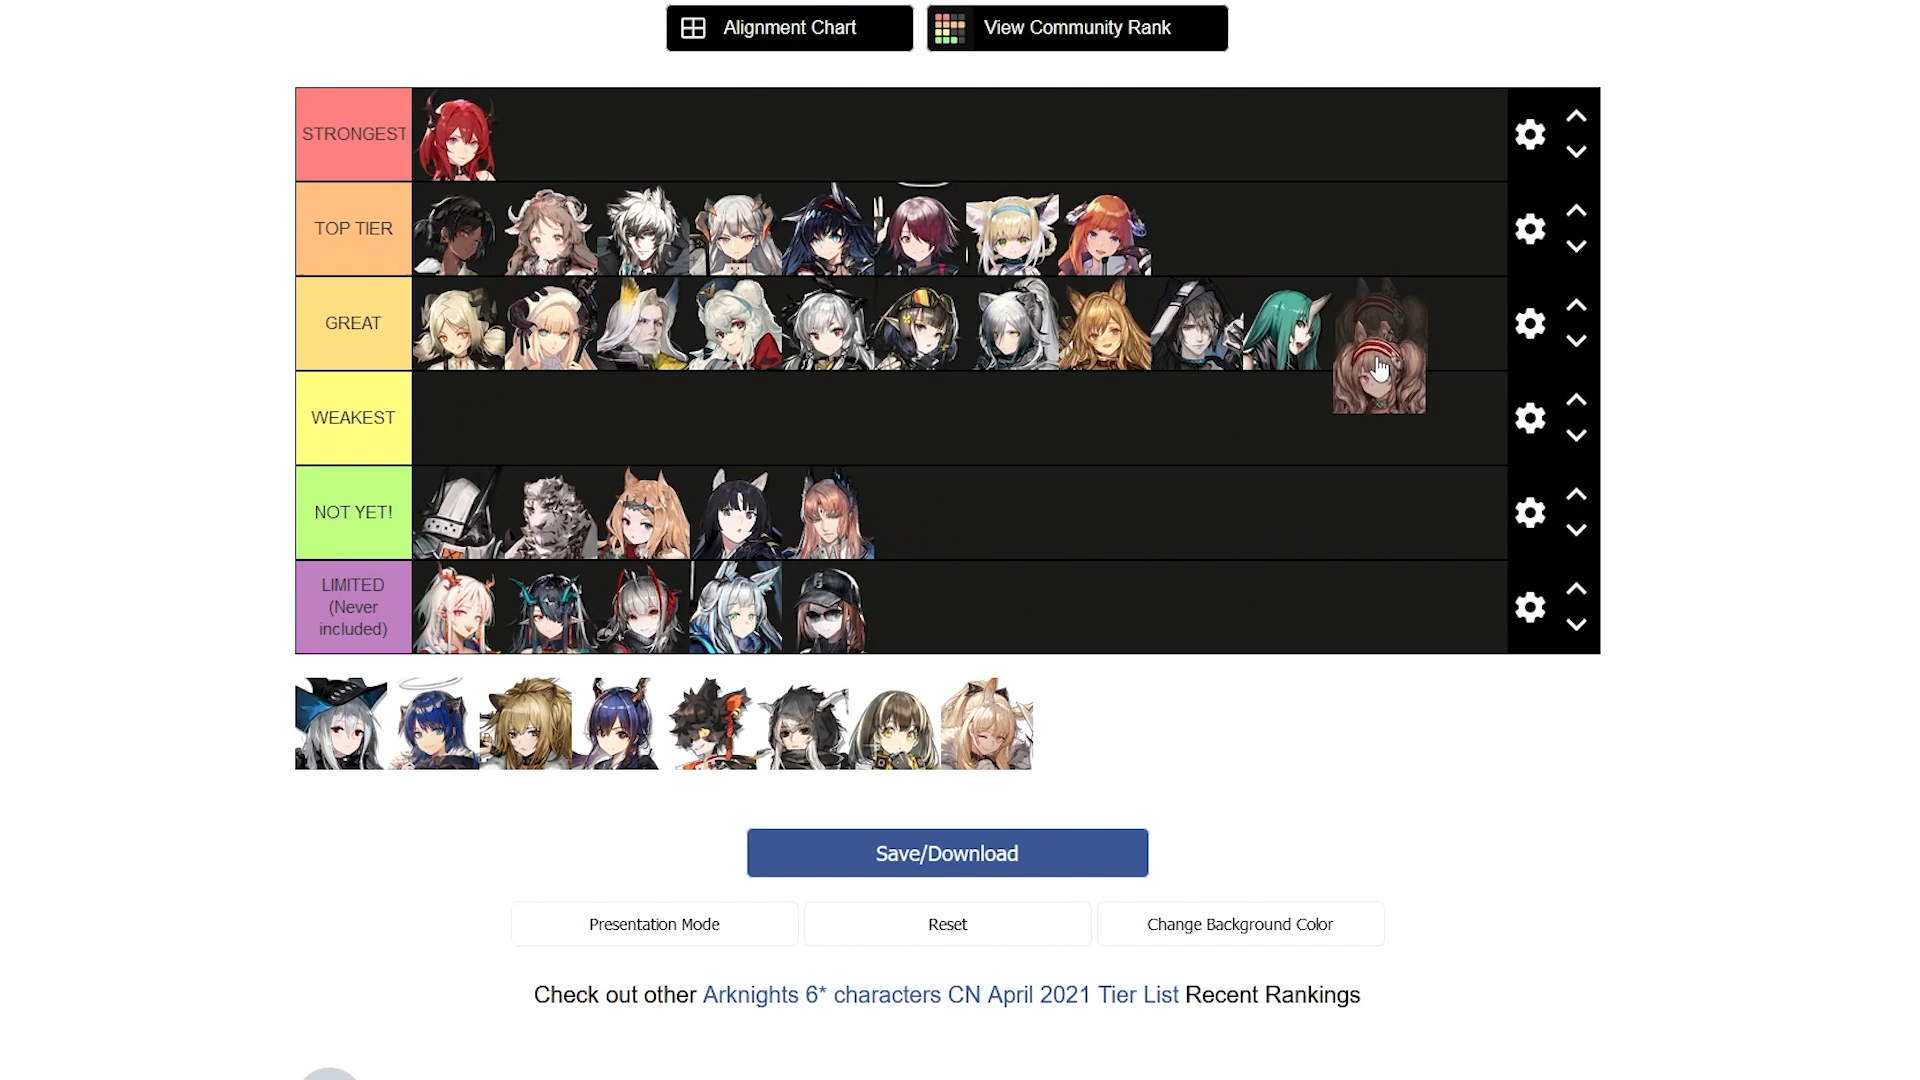 Alignment Chart
View Community Rank
STRONGEST
TOP TIER
GREAT
WEAKEST
NOT YET!
LIMITED
(Never
included)
Save/Download
Presentation Mode
Reset
Change Background Color
Check out other Arknights 6* characters CN April 2021 Tier List Recent Rankings